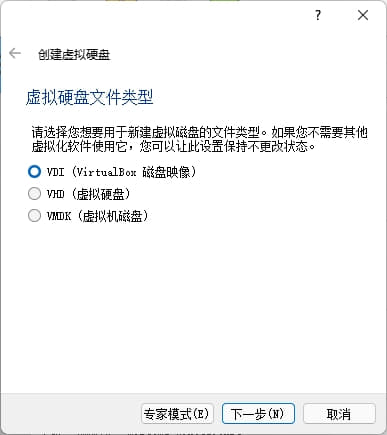 ?
创建虚拟硬盘
虚拟硬盘文件类型
请选择您想要用于新建虚拟磁盘的文件类型。如果您不需要其他
虚拟化软件使用它，您可以让此设置保持不更改状态。
VDI（VirtualBox 磁盘映像）
VHD（虚拟硬盘）
VMDK（虚拟机磁盘）
专家模式(E) 下一步(N) 取消